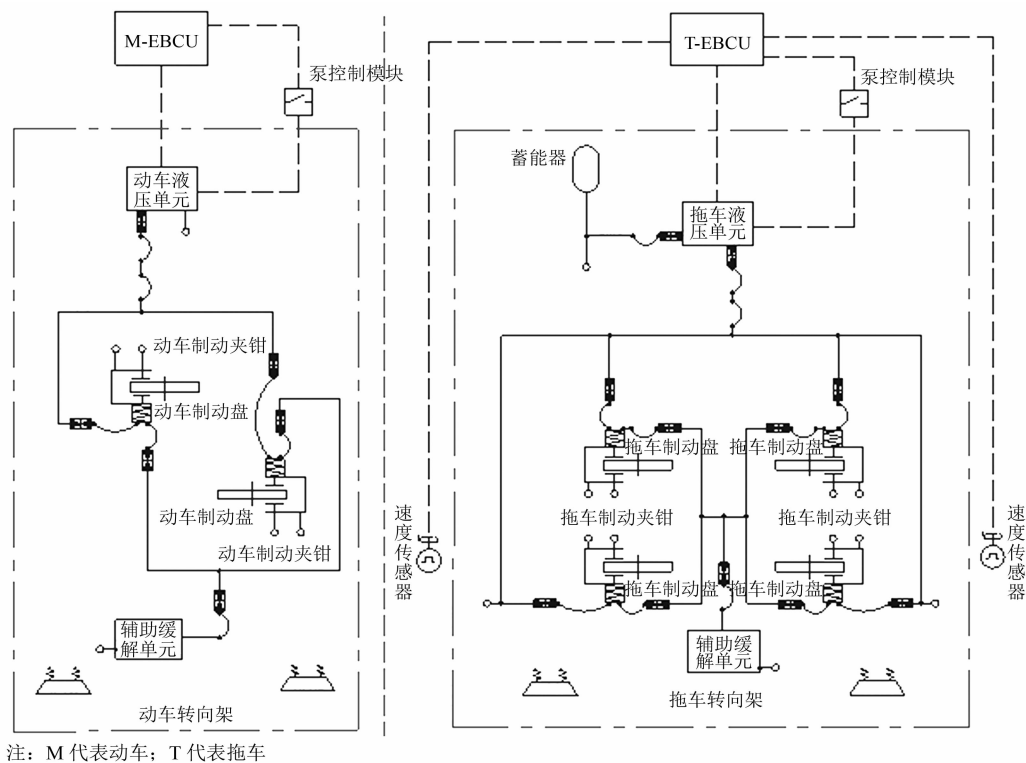 M-EBCU
泵控制模块
动车液
压单元
动车制动夹钳
动车制动盘
动车制动盘
动车制动夹钳
辅助缓
解单元
动车转向架
T-EBCU
泵控制模块
蓄能器
拖车液
压单元
拖车制动盘
拖车制动盘
拖车制动夹钳
拖车制动夹钳
拖车制动盘
拖车制动盘
辅助缓
解单元
拖车转向架
速度传感器
速度传感器
注：M 代表动车；T 代表拖车